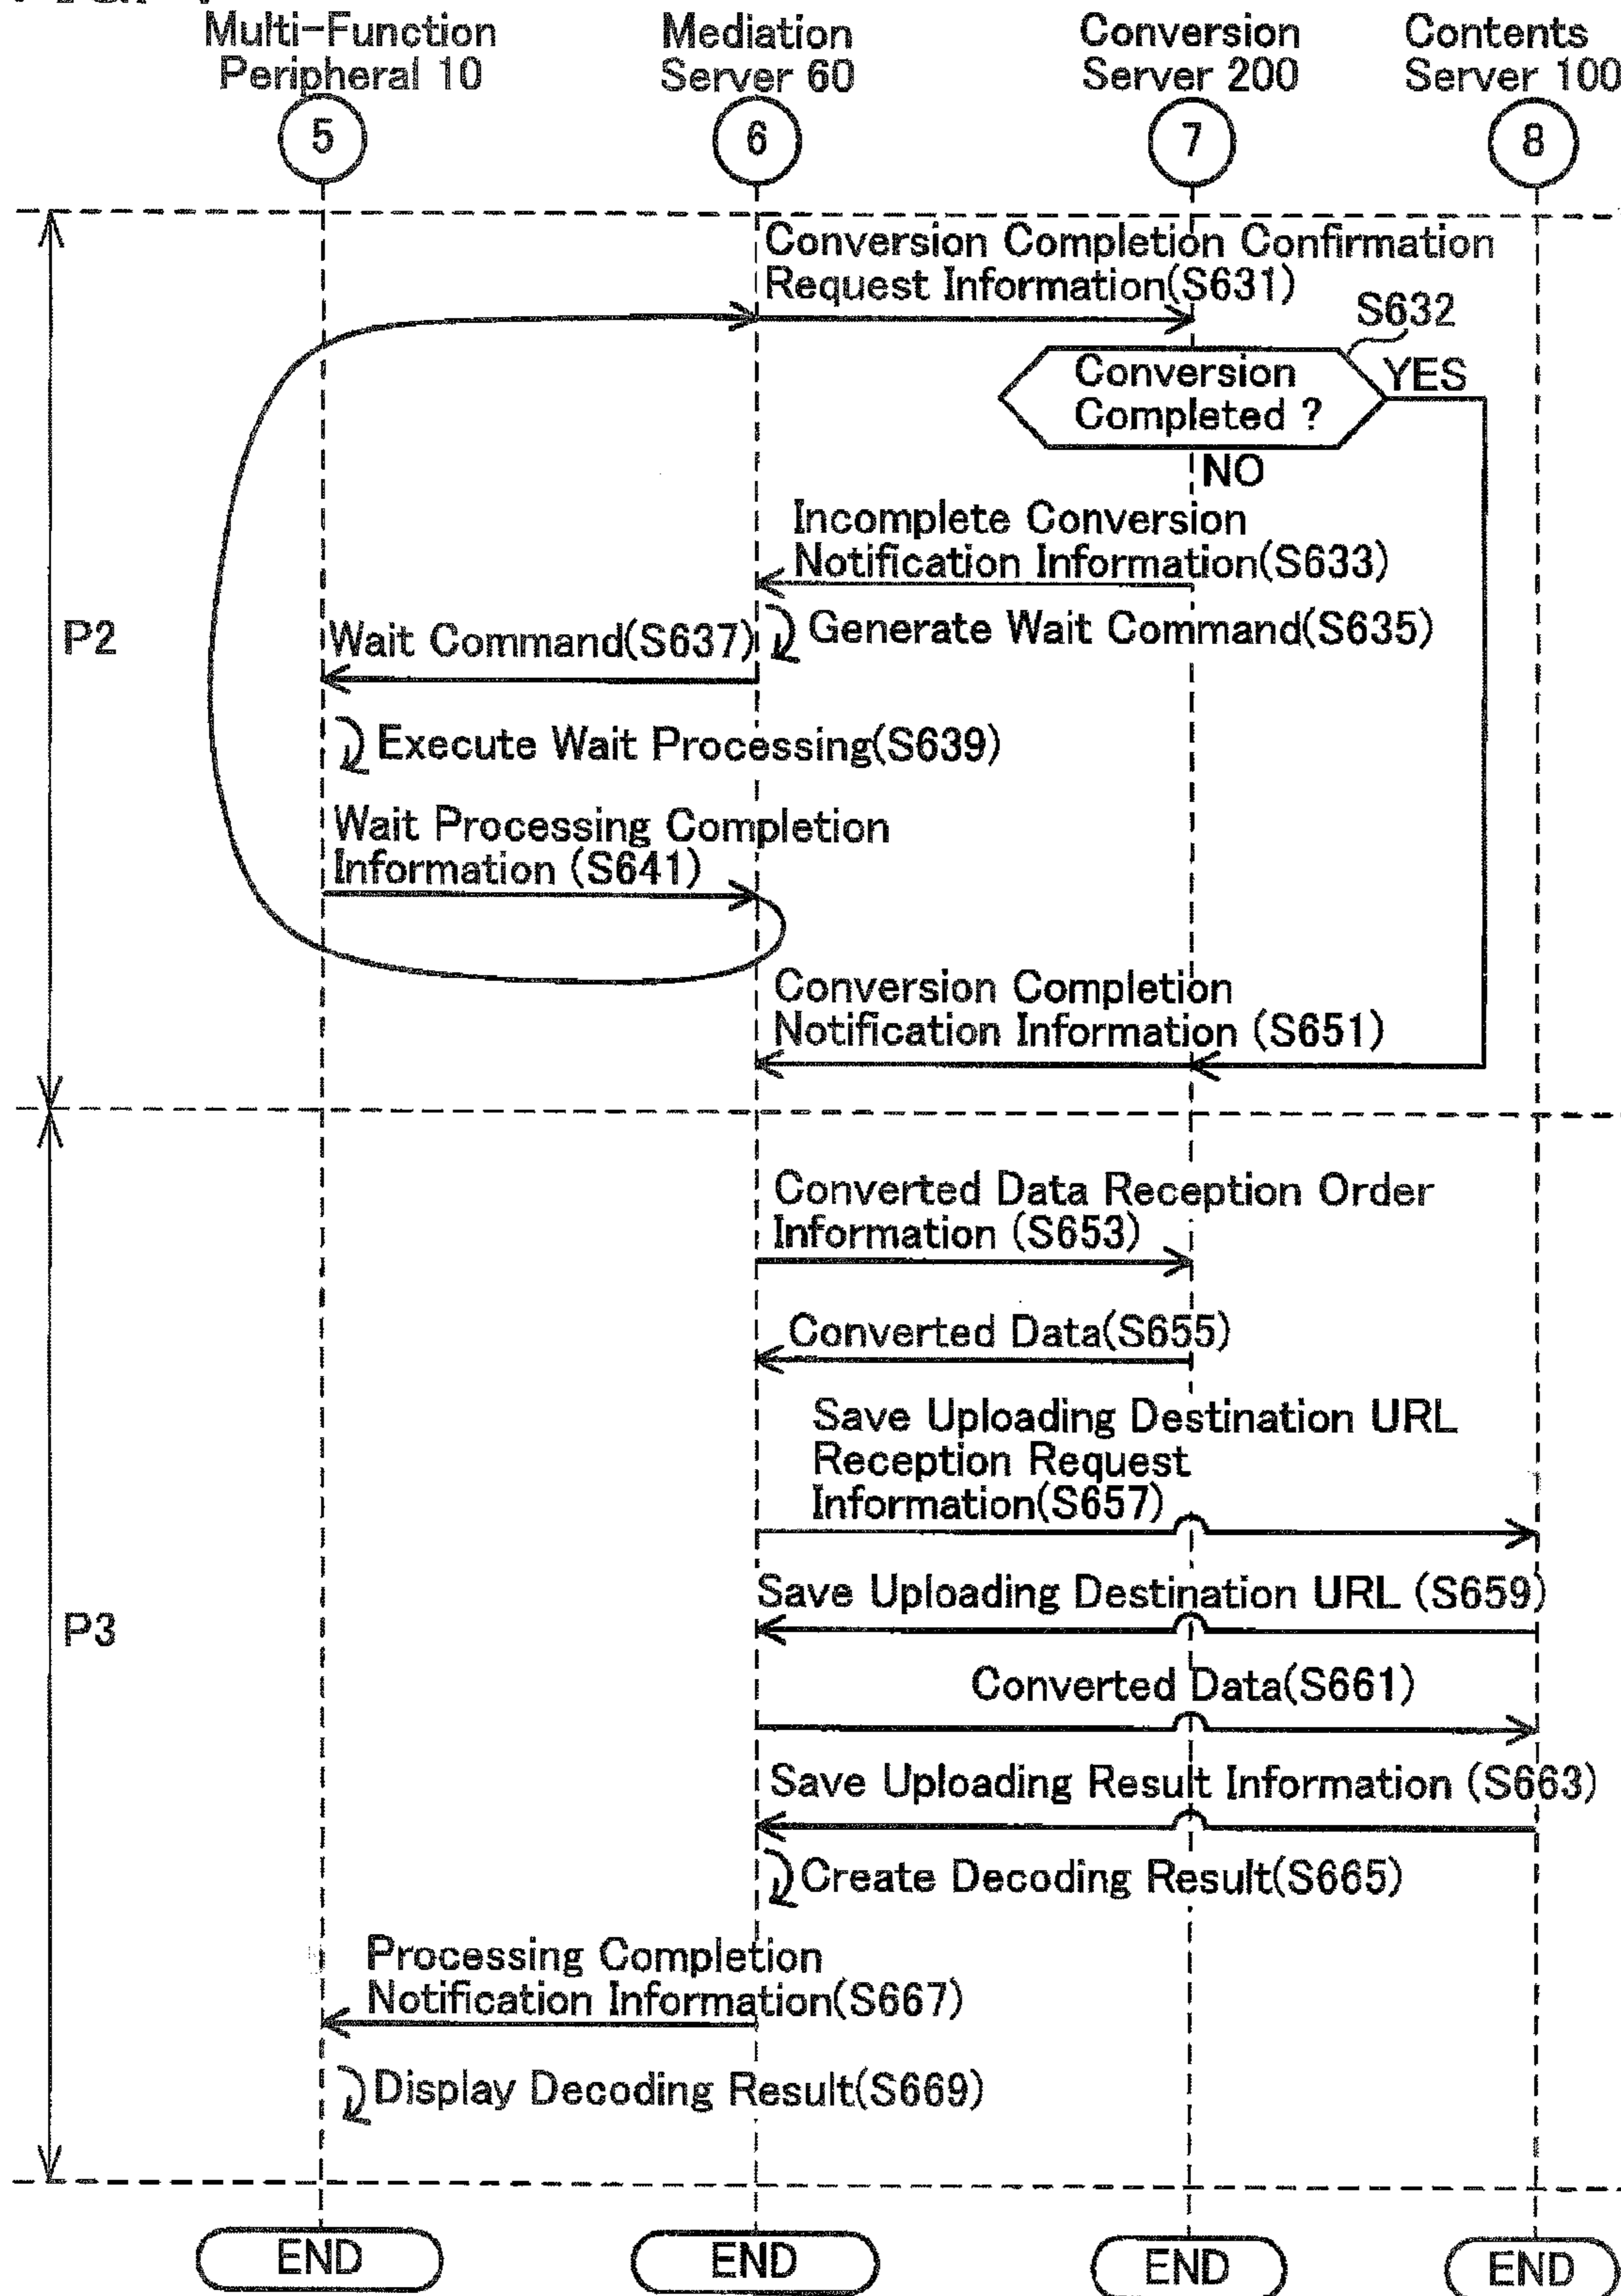 Multi-Function
Peripheral 10
Mediation
Server 60
Conversion
Server 200
Contents
Server 100
5
6
7
8
Conversion Completion Confirmation
Request Information(S631)
S632
Conversion
Completed ?
YES
NO
Incomplete Conversion
Notification Information(S633)
P2
Wait Command(S637)
Generate Wait Command(S635)
Execute Wait Processing(S639)
Wait Processing Completion
Information (S641)
Conversion Completion
Notification Information (S651)
Converted Data Reception Order
Information (S653)
Converted Data(S655)
Save Uploading Destination URL
Reception Request
Information(S657)
Save Uploading Destination URL (S659)
P3
Converted Data(S661)
Save Uploading Result Information (S663)
Create Decoding Result(S665)
Processing Completion
Notification Information(S667)
Display Decoding Result(S669)
END
END
END
END